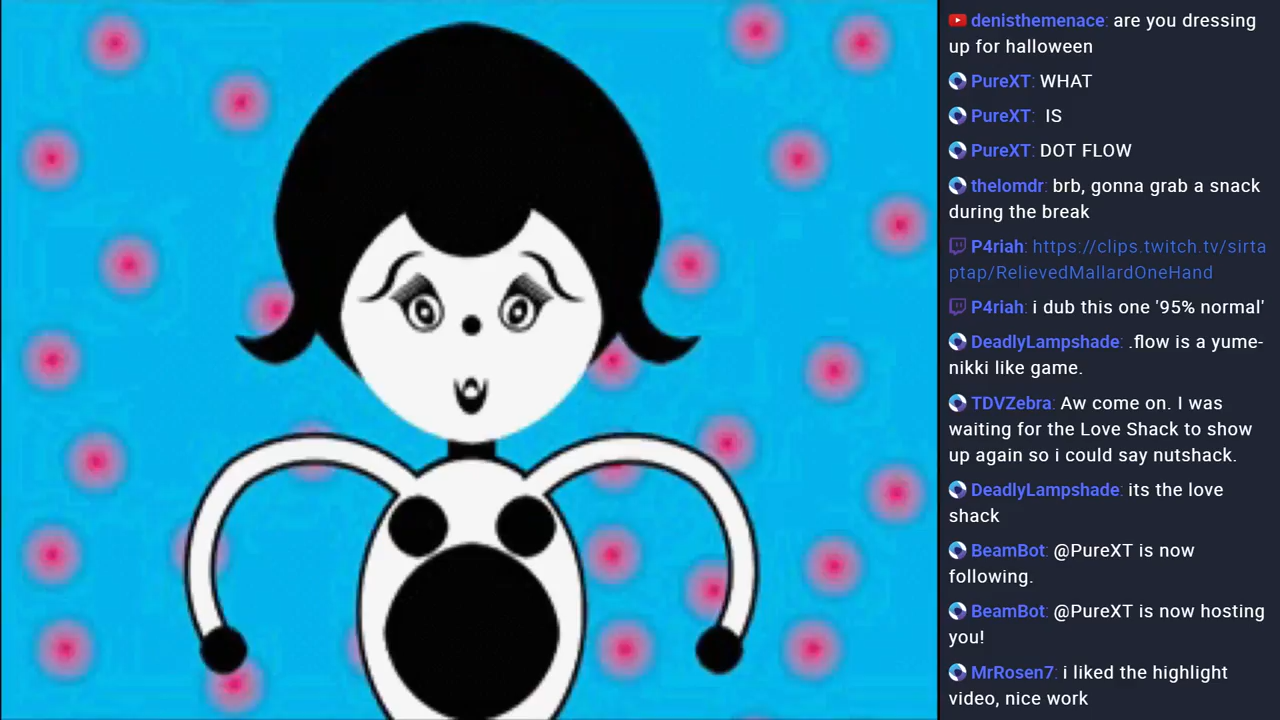 denisthemenace: are you dressing
up for halloween
PureXT: WHAT
PureXT: IS
PureXT: DOT FLOW
thelomdr: brb, gonna grab a snack
during the break
P4riah: https://clips.twitch.tv/sirta
ptap/RelievedMallardOneHand
P4riah: i dub this one '95% normal'
DeadlyLampshade: .flow is a yume-
nikki like game.
TDVZebra: Aw come on. I was
waiting for the Love Shack to show
up again so i could say nutshack.
DeadlyLampshade: its the love
shack
BeamBot: @PureXT is now
following.
BeamBot: @PureXT is now hosting
you!
MrRosen7: i liked the highlight
video, nice work